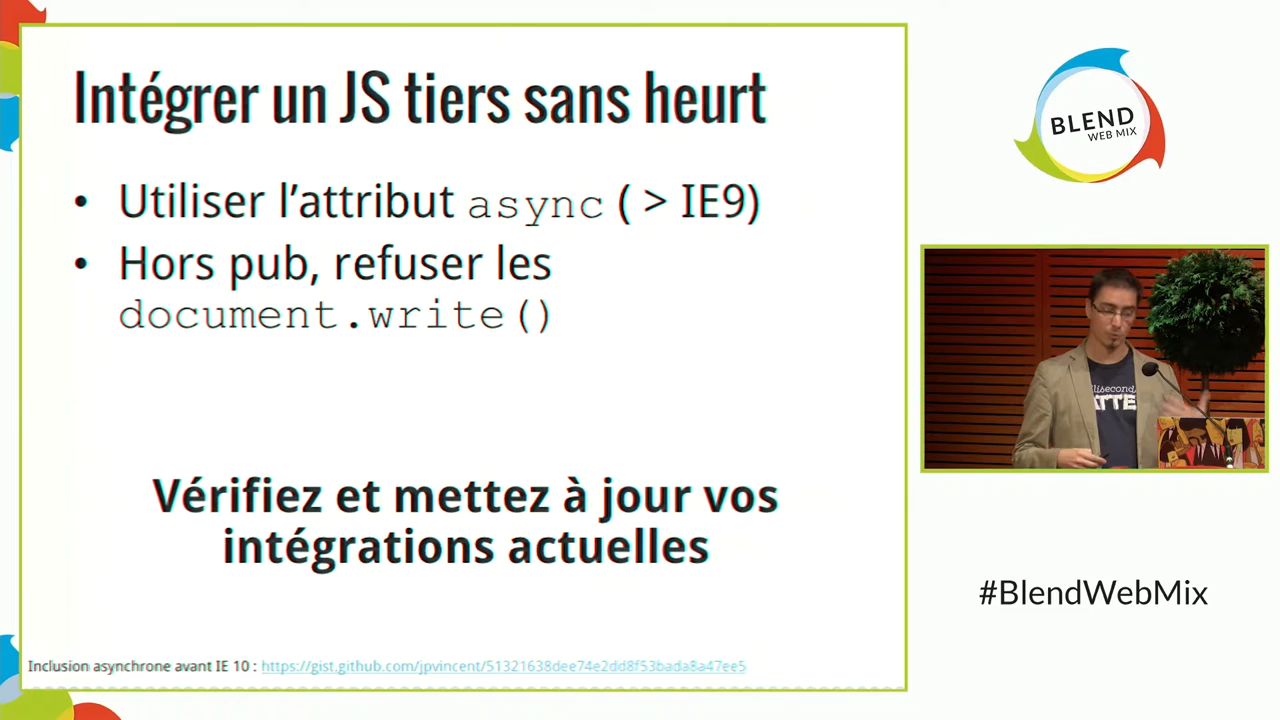 Intégrer un JS tiers sans heurt
• Utiliser l’attribut async ( > IE9)
• Hors pub, refuser les
document.write()
Vérifiez et mettez à jour vos
intégrations actuelles
Inclusion asynchrone avant IE 10 : https://gist.github.com/jpvincent/51321638dee74e2dd8f53bada8a47ee5
BLEND
WEB MIX
#BlendWebMix